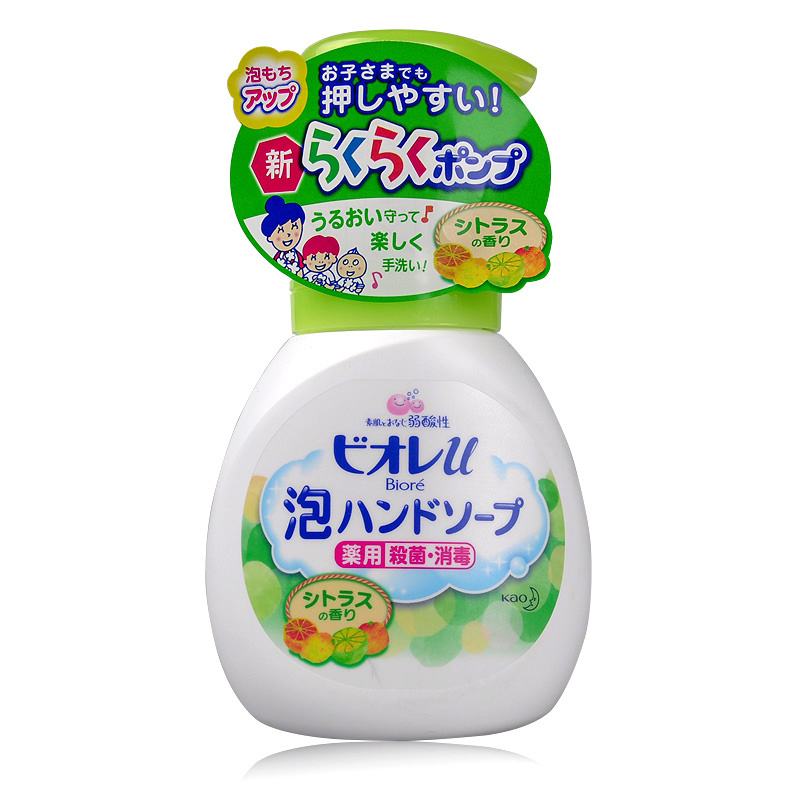 泡もち
アップ
お子さまでも
押しやすい!
新
らくらくポンプ
うるおい守って
楽しく
手洗い!
シトラス
の香り
素肌とおなじ弱酸性
ビオレu
Bioré
泡ハンドソープ
薬用 殺菌・消毒
シトラス
の香り
Kao